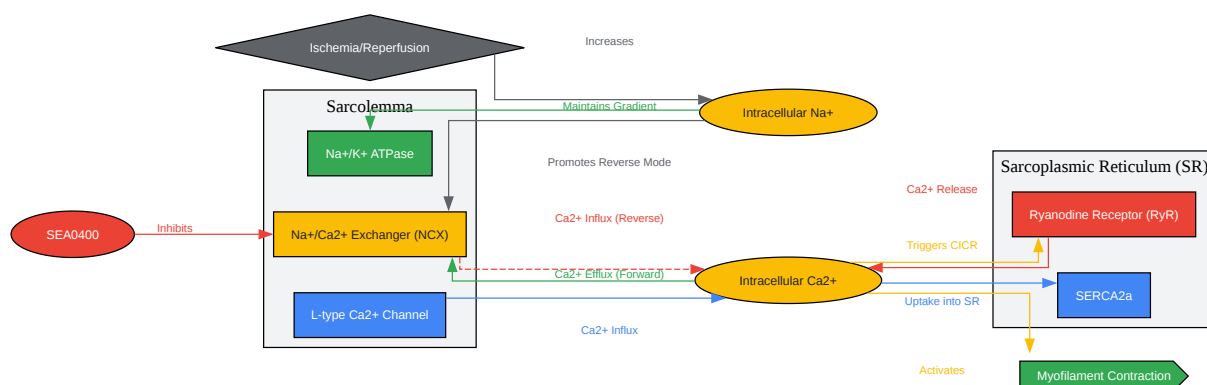 Ischemia/Reperfusion
Increases
Sarcolemma
Maintains Gradient
Intracellular Na+
Na+/K+ ATPase
Promotes Reverse Mode
Sarcoplasmic Reticulum (SR)
Ca2+ Release
Ryanodine Receptor (RyR)
SEA0400
Inhibits
Na+/Ca2+ Exchanger (NCX)
Ca2+ Influx (Reverse)
Triggers CICR
Ca2+ Efflux (Forward)
Intracellular Ca2+
Uptake into SR
SERCA2a
L-type Ca2+ Channel
Ca2+ Influx
Activates
Myofilament Contraction